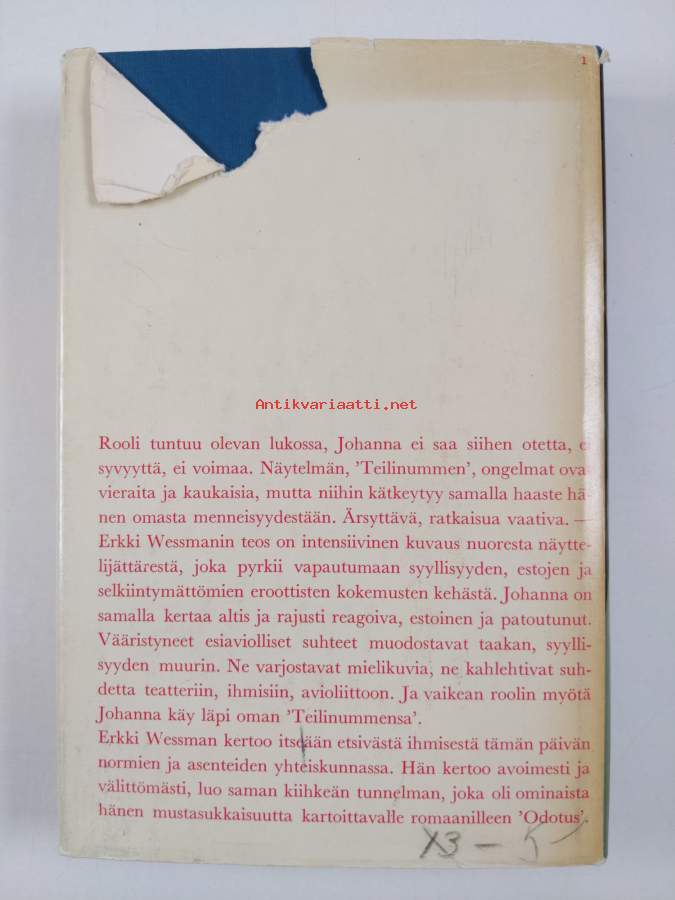 1
Antikvariaatti.net
Rooli tuntuu olevan lukossa, Johanna ei saa siihen otetta, ei
syvyyttä, ei voimaa. Näytelmän, 'Teilinummen', ongelmat ova
vieraita ja kaukaisia, mutta niihin kätkeytyy samalla haaste hä-
nen omasta menneisyydestään. Ärsyttävä, ratkaisua vaativa. —
Erkki Wessmanin teos on intensiivinen kuvaus nuoresta näytte-
lijättärestä, joka pyrkii vapautumaan syyllisyyden, estojen ja
selkiintymättömien eroottisten kokemusten kehästä. Johanna on
samalla kertaa altis ja rajusti reagoiva, estoinen ja patoutunut.
Vääristyneet esiaviolliset suhteet muodostavat taakan, syylli-
syyden muurin. Ne varjostavat mielikuvia, ne kahlehtivat suh-
detta teatteriin, ihmisiin, avioliittoon. Ja vaikean roolin myötä
Johanna käy läpi oman 'Teilinummensa'.
Erkki Wessman kertoo itseään etsivästä ihmisestä tämän päivän
normien ja asenteiden yhteiskunnassa. Hän kertoo avoimesti ja
välittömästi, luo saman kiihkeän tunnelman, joka oli ominaista
hänen mustasukkaisuutta kartoittavalle romaanilleen 'Odotus'.
X3 – 5 –